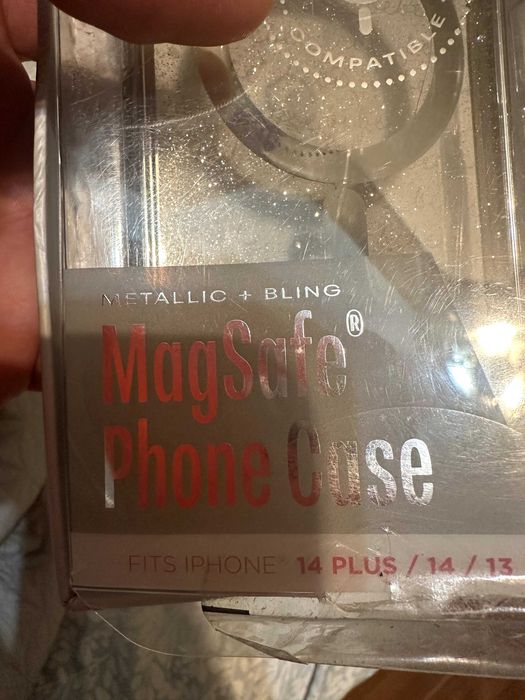 COMPATIBLE
METALLIC + BLING
MagSafe®
Phone Case
FITS IPHONE 14 PLUS / 14 / 13